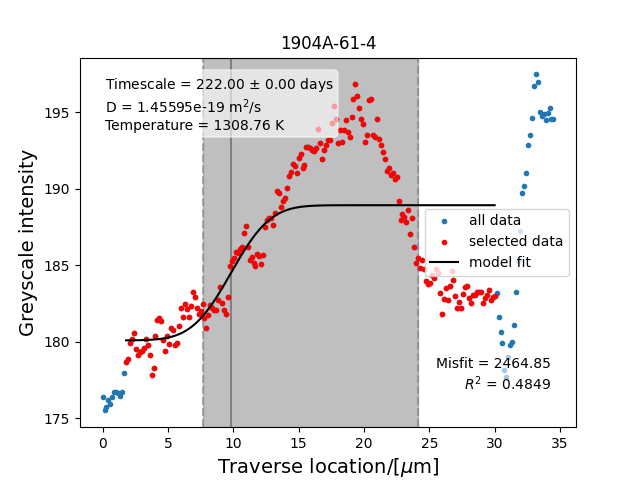 1904A-61-4
Timescale = 222.00 ± 0.00 days
D = 1.45595e-19 m²/s
Temperature = 1308.76 K
Greyscale intensity
195
190
185
180
175
all data
selected data
model fit
Misfit = 2464.85
R² = 0.4849
0 5 10 15 20 25 30 35
Traverse location/[μm]